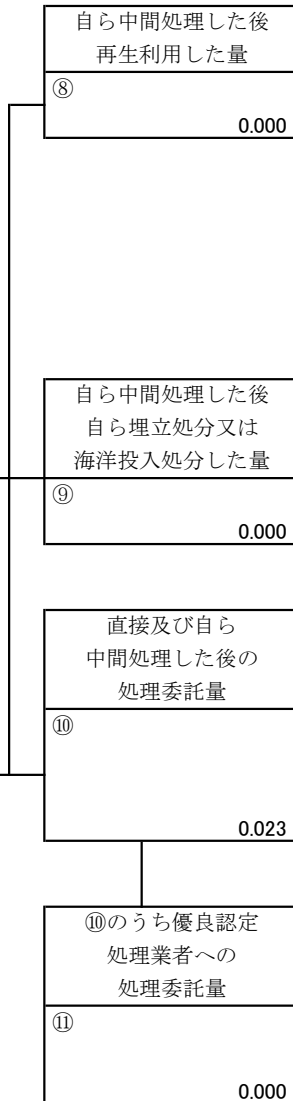 自ら中間処理した後
再生利用した量
⑧
0.000
自ら中間処理した後
自ら埋立処分又は
海洋投入処分した量
⑨
0.000
直接及び自ら
中間処理した後の
処理委託量
⑩
0.023
⑩のうち優良認定
処理業者への
処理委託量
⑪
0.000